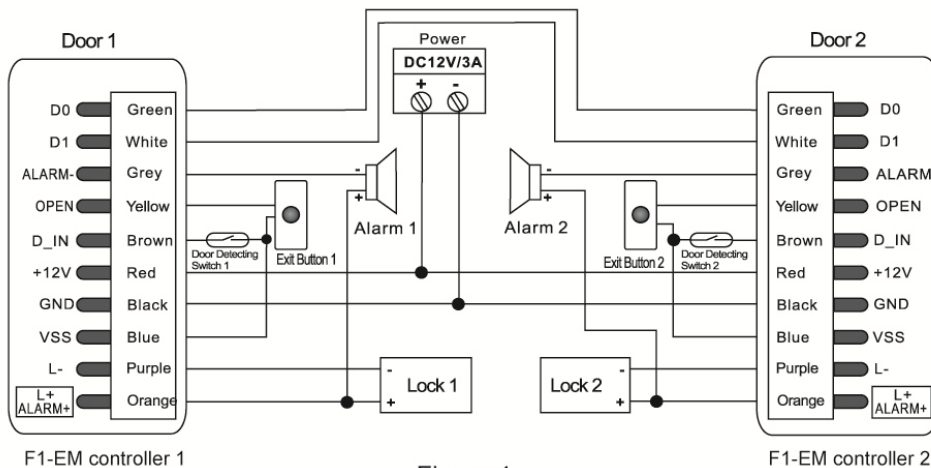 Door 1
Power
Door 2
DC12V/3A
+ -
D0 Green
D1 White
ALARM- Grey
OPEN Yellow
D_IN Brown
+12V Red
GND Black
VSS Blue
L- Purple
L+
ALARM+
Orange
-
+
Alarm 1
-
+
Alarm 2
Door Detecting
Switch 1
Exit Button 1
Exit Button 2
Door Detecting
Switch 2
-
+
Lock 1
Lock 2
-
+
Green D0
White D1
Grey ALARM
Yellow OPEN
Brown D_IN
Red +12V
Black GND
Blue VSS
Purple L-
Orange
L+
ALARM+
F1-EM controller 1
F1-EM controller 2